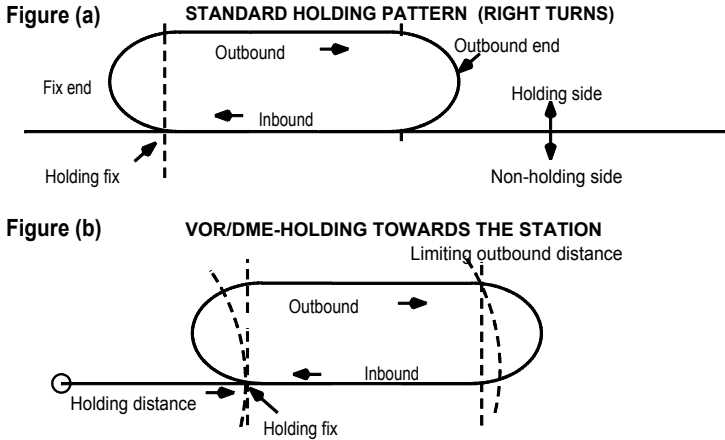 Figure (a)
STANDARD HOLDING PATTERN (RIGHT TURNS)
Outbound
Outbound end
Fix end
Holding side
Inbound
Holding fix
Non-holding side
Figure (b)
VOR/DME-HOLDING TOWARDS THE STATION
Limiting outbound distance
Outbound
Inbound
Holding distance
Holding fix